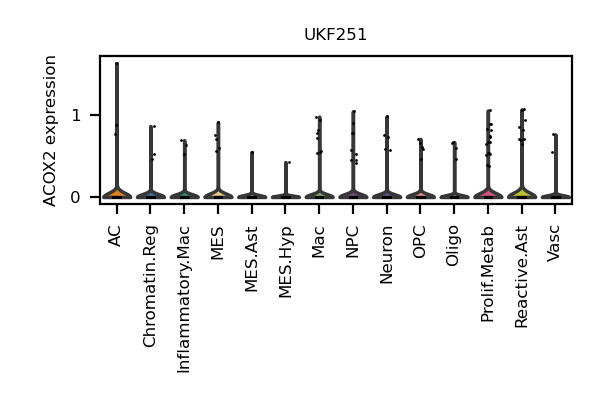 UKF251
ACOX2 expression
1
0
AC
Chromatin.Reg
Inflammatory.Mac
MES
MES.Ast
MES.Hyp
Mac
NPC
Neuron
OPC
Oligo
Prolif.Metab
Reactive.Ast
Vasc